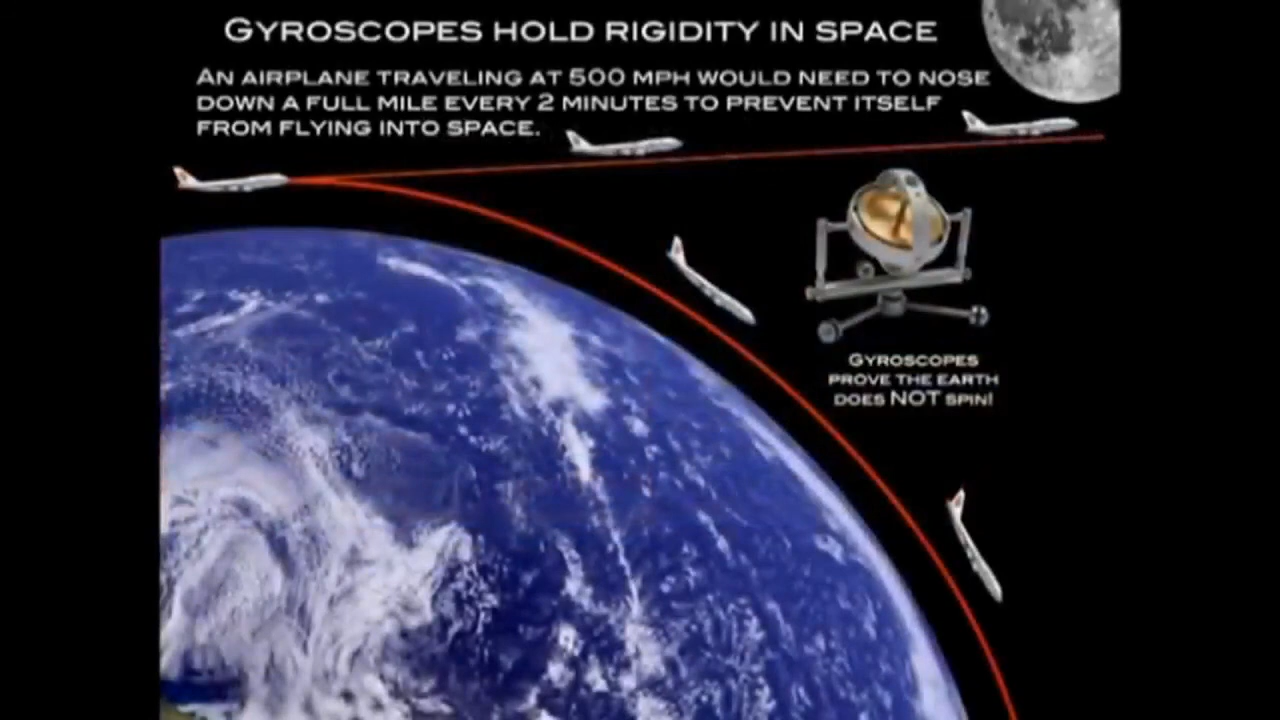 GYROSCOPES HOLD RIGIDITY IN SPACE
AN AIRPLANE TRAVELING AT 500 MPH WOULD NEED TO NOSE
DOWN A FULL MILE EVERY 2 MINUTES TO PREVENT ITSELF
FROM FLYING INTO SPACE.
GYROSCOPES
PROVE THE EARTH
DOES NOT SPIN!